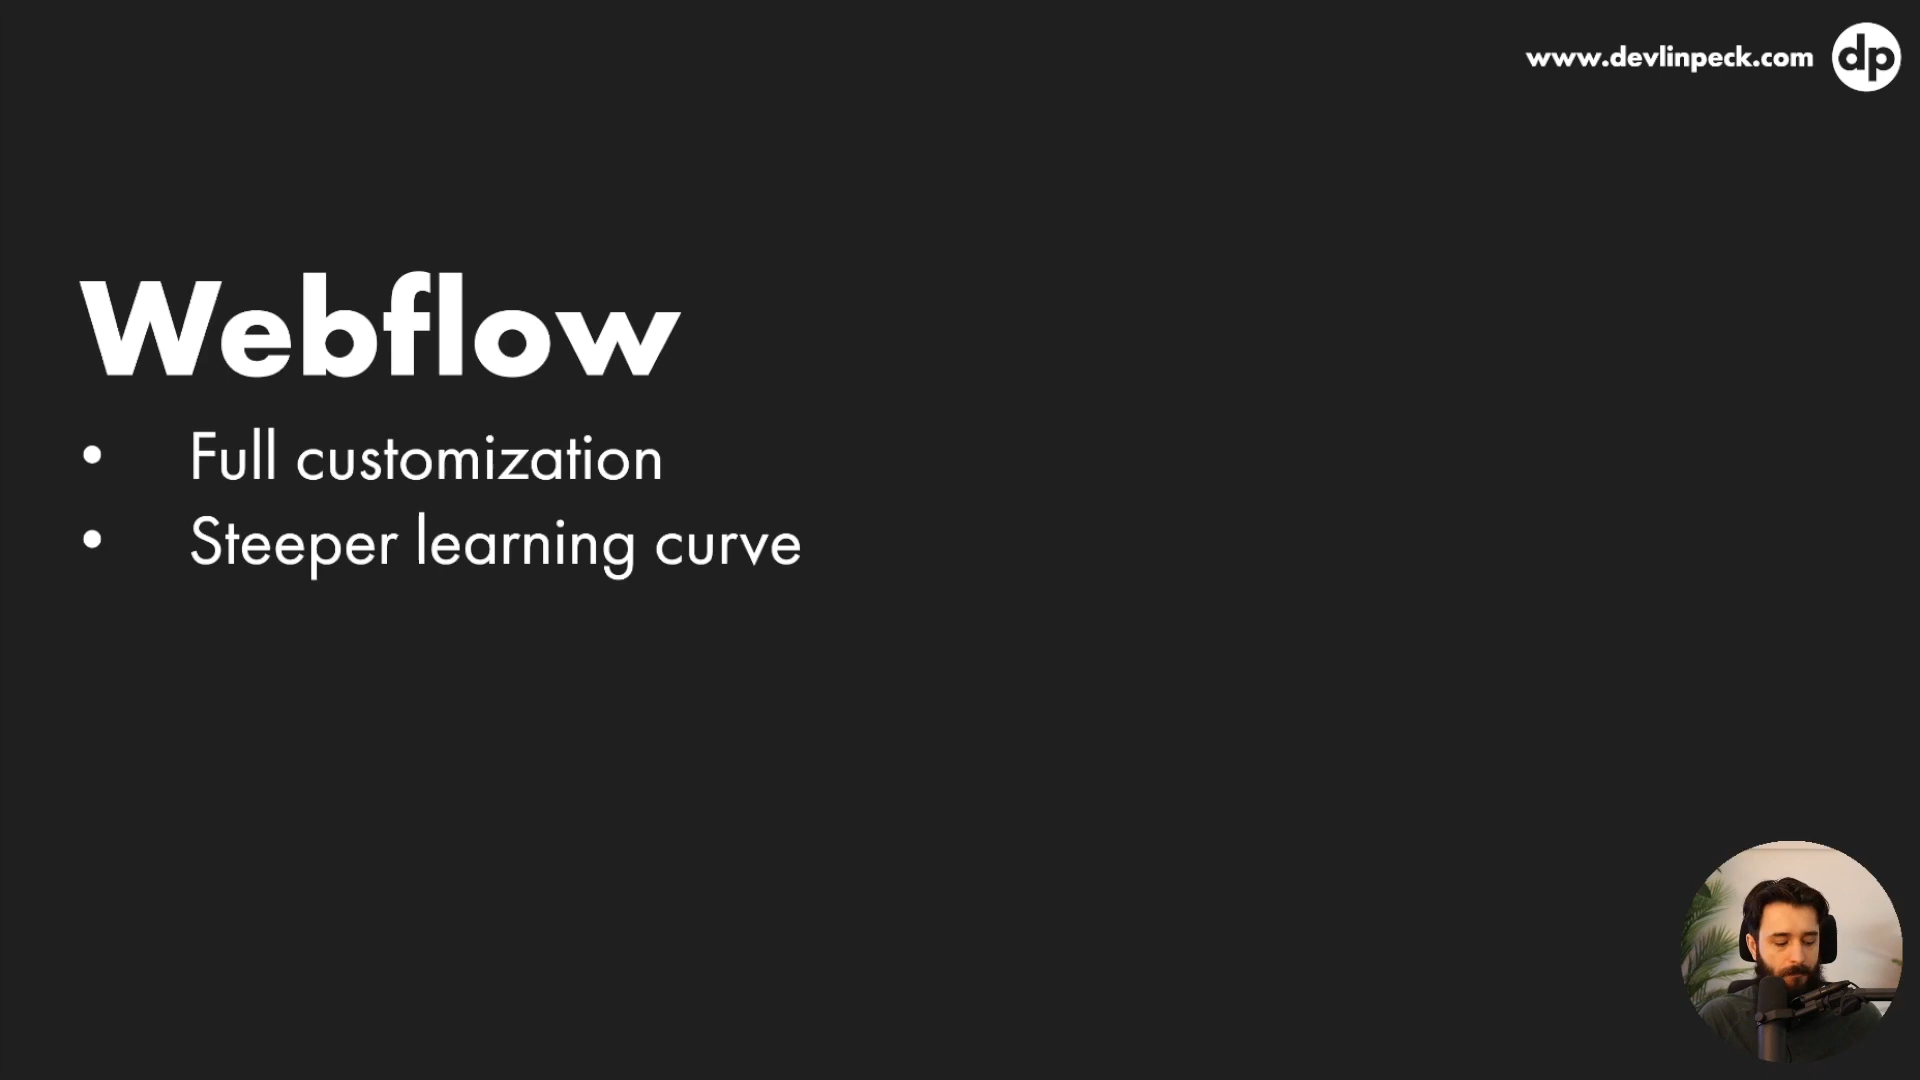 www.devlinpeck.com dp
Webflow
• Full customization
• Steeper learning curve